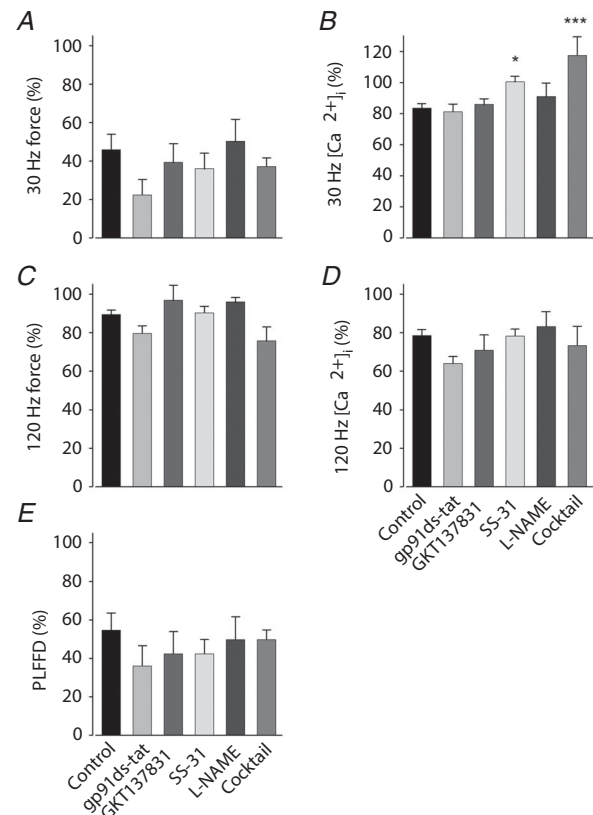 A
100
80
60
40
20
0
30 Hz force (%)
B
***
*
120
100
80
60
40
20
0
30 Hz [Ca 2+]i (%)
C
100
80
60
40
20
0
120 Hz force (%)
D
100
80
60
40
20
0
120 Hz [Ca 2+]i (%)
Control
gp91ds-tat
GKT137831
SS-31
L-NAME
Cocktail
E
100
80
60
40
20
0
PLFFD (%)
Control
gp91ds-tat
GKT137831
SS-31
L-NAME
Cocktail